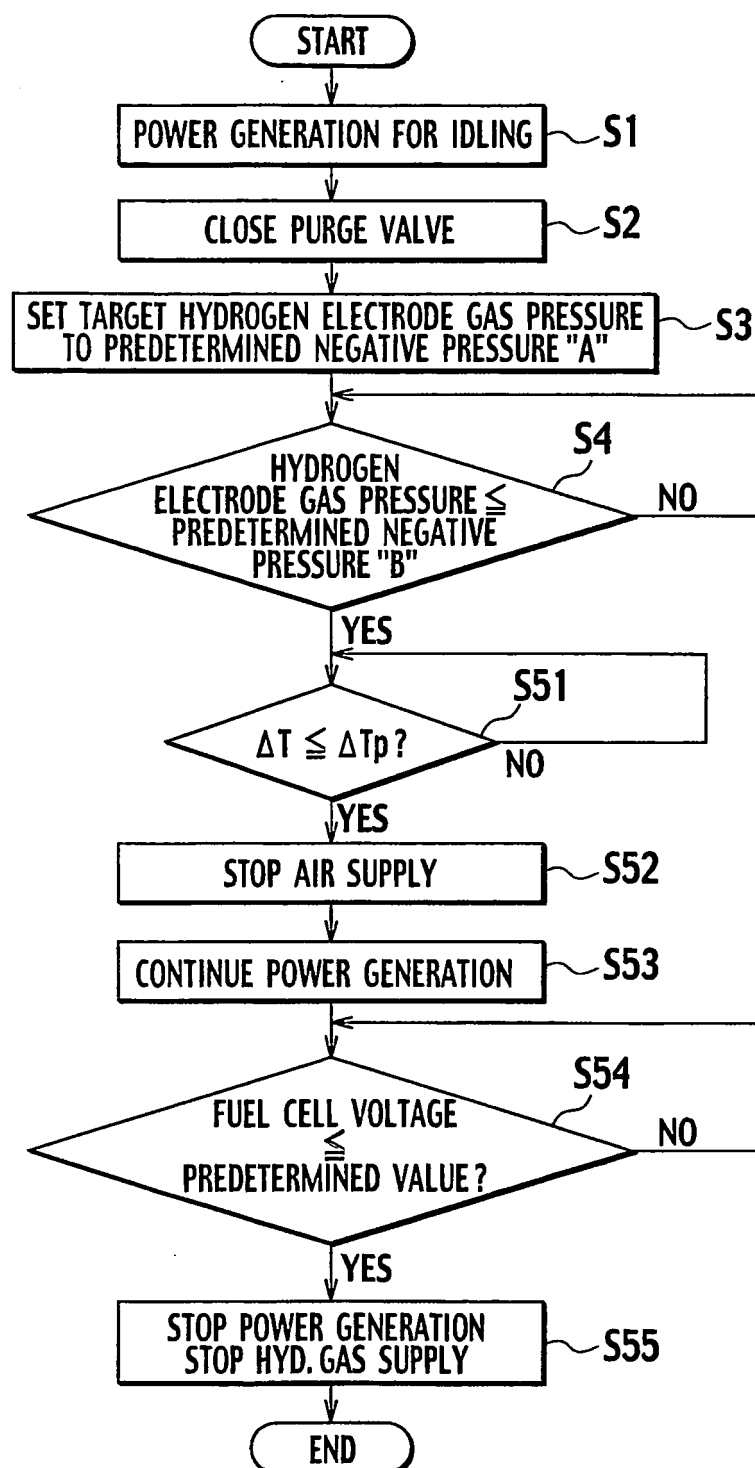 START
POWER GENERATION FOR IDLING
S1
CLOSE PURGE VALVE
S2
SET TARGET HYDROGEN ELECTRODE GAS PRESSURE
TO PREDETERMINED NEGATIVE PRESSURE "A"
S3
S4
HYDROGEN
ELECTRODE GAS PRESSURE ≦
PREDETERMINED NEGATIVE
PRESSURE "B"
NO
YES
S51
ΔT ≦ ΔTp?
NO
YES
STOP AIR SUPPLY
S52
CONTINUE POWER GENERATION
S53
S54
FUEL CELL VOLTAGE
≦
PREDETERMINED VALUE?
NO
YES
STOP POWER GENERATION
STOP HYD. GAS SUPPLY
S55
END